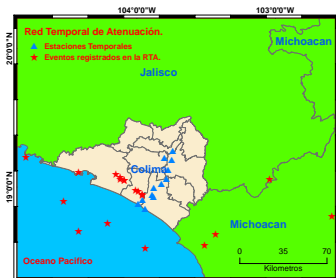 104°0'0"W
103°0'0"W
Red Temporal de Atenuación.
Estaciones Temporales
Eventos registrados en la RTA.
Michoacan
Jalisco
20°0'0"N
Colima
19°0'0"N
Michoacan
Oceano Pacifico
0 35 70
Kilometros